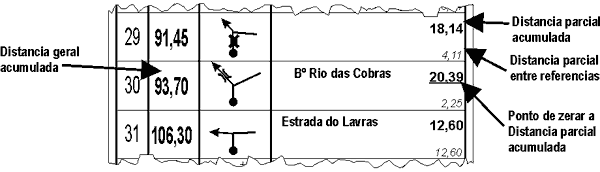 Distancia geral
acumulada
29 91,45 18,14
4,11
30 93,70 Bº Rio das Cobras 20.39
2,25
31 106,30 Estrada do Lavras 12,60
12,60
Distancia parcial
acumulada
Distancia parcial
entre referencias
Ponto de zerar a
Distancia parcial
acumulada